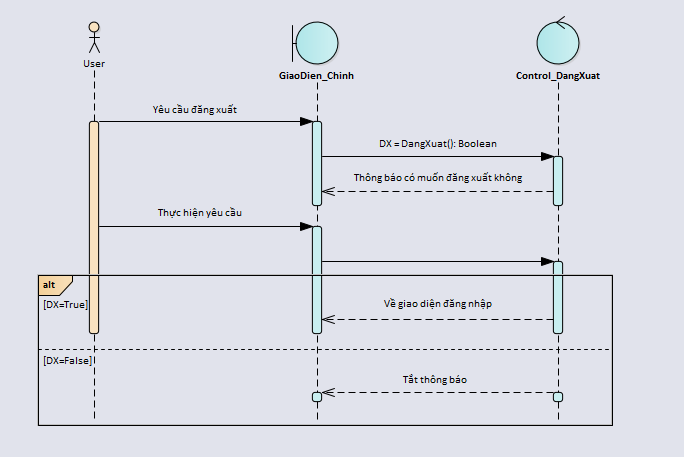 User
GiaoDien_Chinh
Control_DangXuat
Yêu cầu đăng xuất
DX = DangXuat(): Boolean
Thông báo có muốn đăng xuất không
Thực hiện yêu cầu
alt
[DX=True]
Về giao diện đăng nhập
[DX=False]
Tắt thông báo